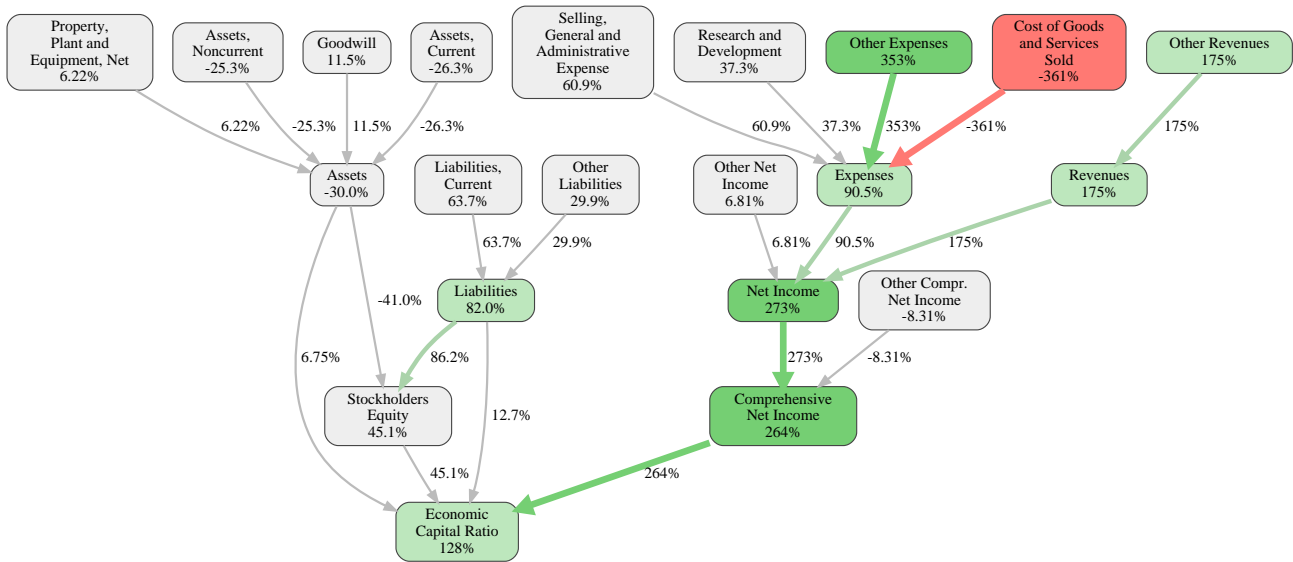 Property,
Plant and
Equipment, Net
6.22%
Assets,
Noncurrent
-25.3%
Goodwill
11.5%
Assets,
Current
-26.3%
Selling,
General and
Administrative
Expense
60.9%
Research and
Development
37.3%
Other Expenses
353%
Cost of Goods
and Services
Sold
-361%
Other Revenues
175%
6.22%
-25.3%
11.5%
-26.3%
60.9%
37.3%
353%
-361%
175%
Assets
-30.0%
Liabilities,
Current
63.7%
Other
Liabilities
29.9%
Other Net
Income
6.81%
Expenses
90.5%
Revenues
175%
63.7%
29.9%
6.81%
90.5%
175%
Liabilities
82.0%
Net Income
273%
Other Compr.
Net Income
-8.31%
-41.0%
6.75%
86.2%
273%
-8.31%
Stockholders
Equity
45.1%
12.7%
Comprehensive
Net Income
264%
45.1%
264%
Economic
Capital Ratio
128%